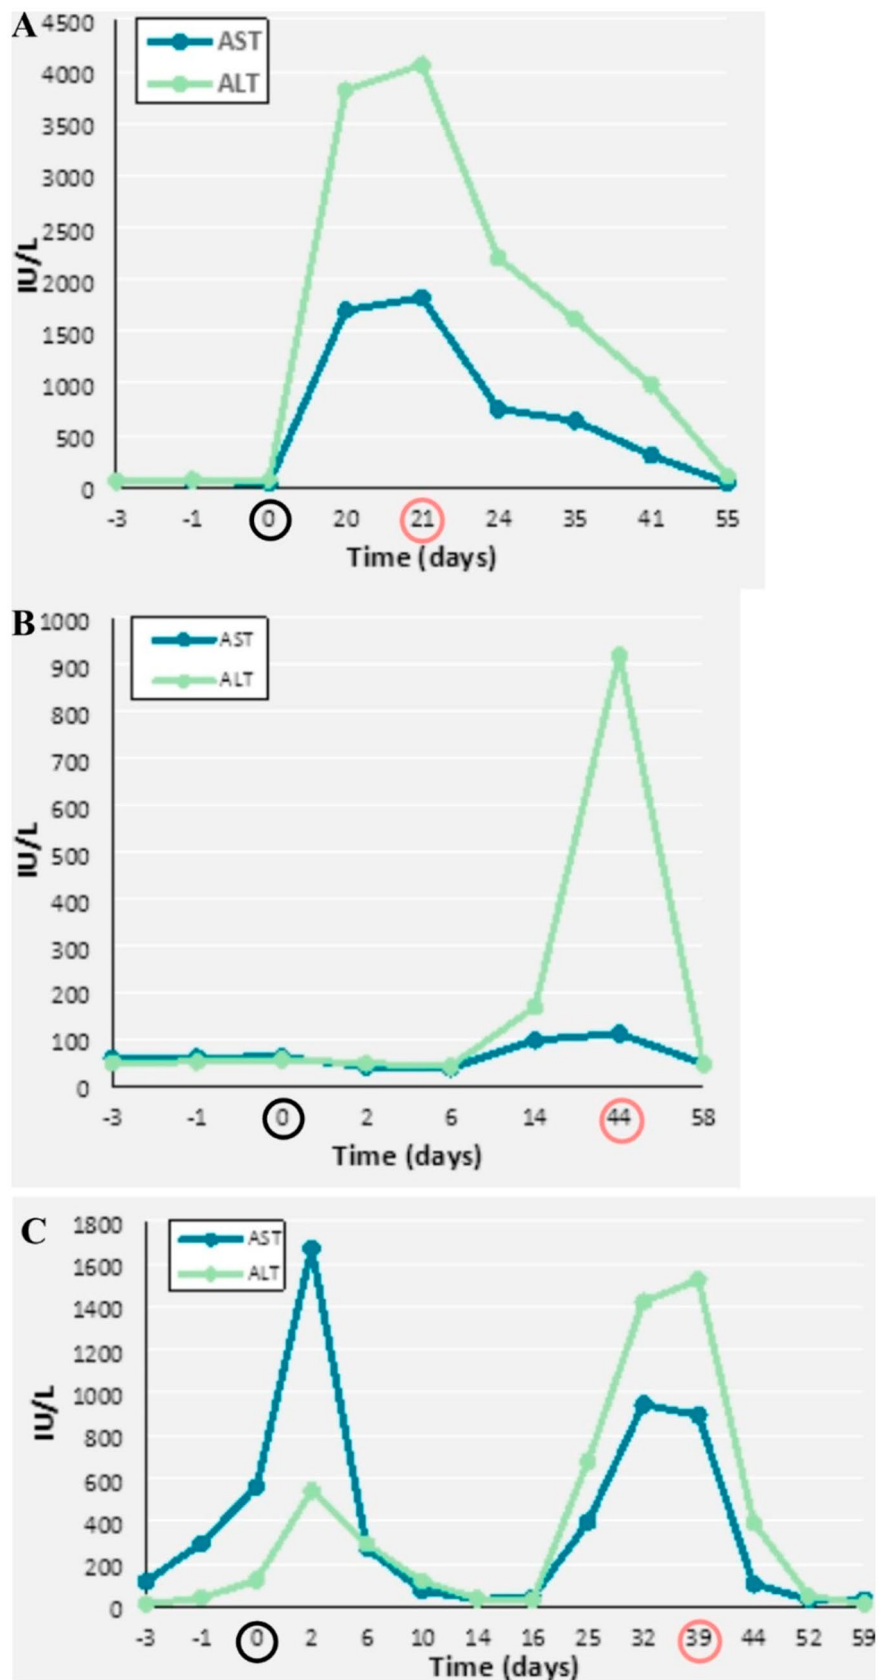 A
4500
4000
3500
3000
2500
2000
1500
1000
500
0
IU/L
AST
ALT
-3 -1 0 20 21 24 35 41 55
Time (days)
B
1000
900
800
700
600
500
400
300
200
100
0
IU/L
AST
ALT
-3 -1 0 2 6 14 44 58
Time (days)
C
1800
1600
1400
1200
1000
800
600
400
200
0
IU/L
AST
ALT
-3 -1 0 2 6 10 14 16 25 32 39 44 52 59
Time (days)